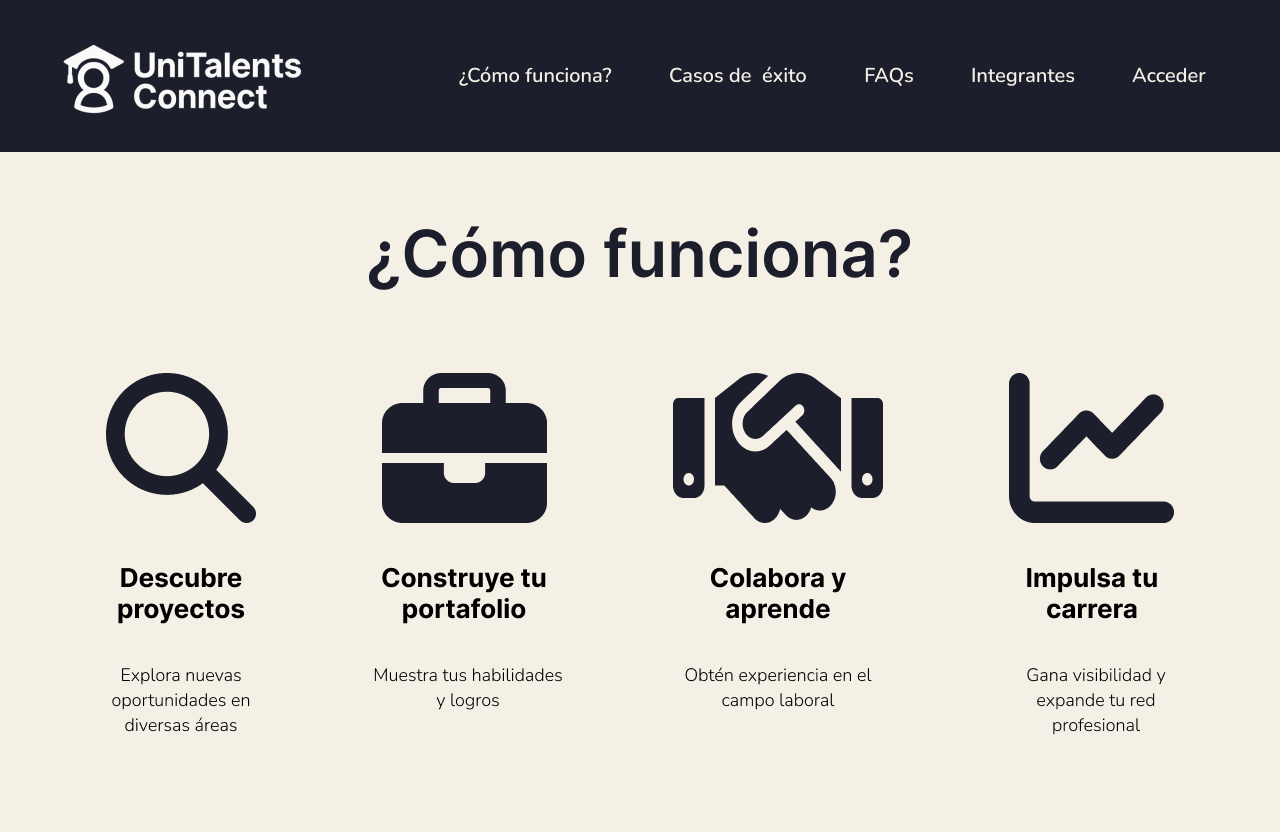 UniTalents
Connect
¿Cómo funciona?
Casos de  éxito
FAQs
Integrantes
Acceder
¿Cómo funciona?
Descubre
proyectos
Explora nuevas
oportunidades en
diversas áreas
Construye tu
portafolio
Muestra tus habilidades
y logros
Colabora y
aprende
Obtén experiencia en el
campo laboral
Impulsa tu
carrera
Gana visibilidad y
expande tu red
profesional